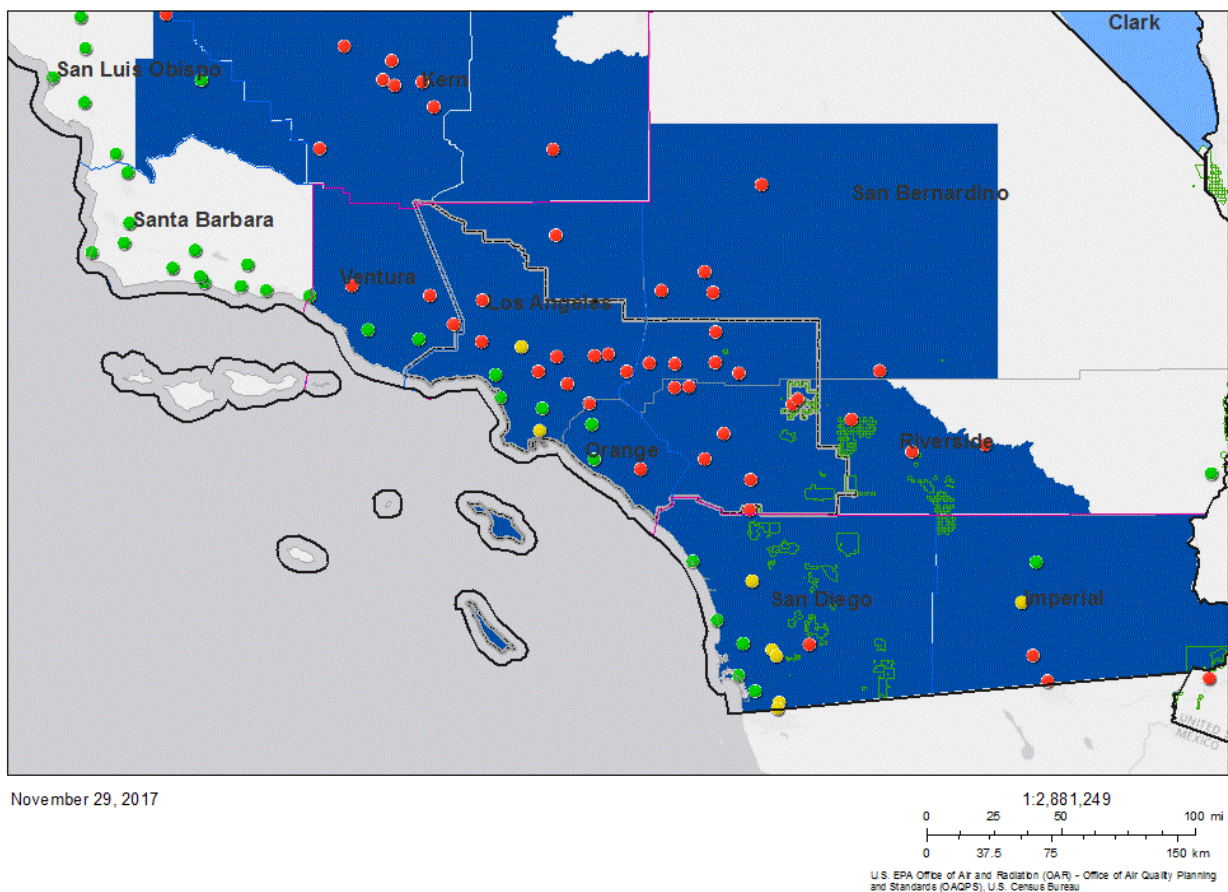 Clark
San Luis Obispo
Kern
San Bernardino
Santa Barbara
Ventura
Los Angeles
Orange
Riverside
San Diego
Imperial
MEXICO
November 29, 2017
1:2,881,249
0 25 50 100 mi
0 37.5 75 150 km
U.S. EPA Office of Air and Radiation (OAR) - Office of Air Quality Planning
and Standards (OAQPS), U.S. Census Bureau